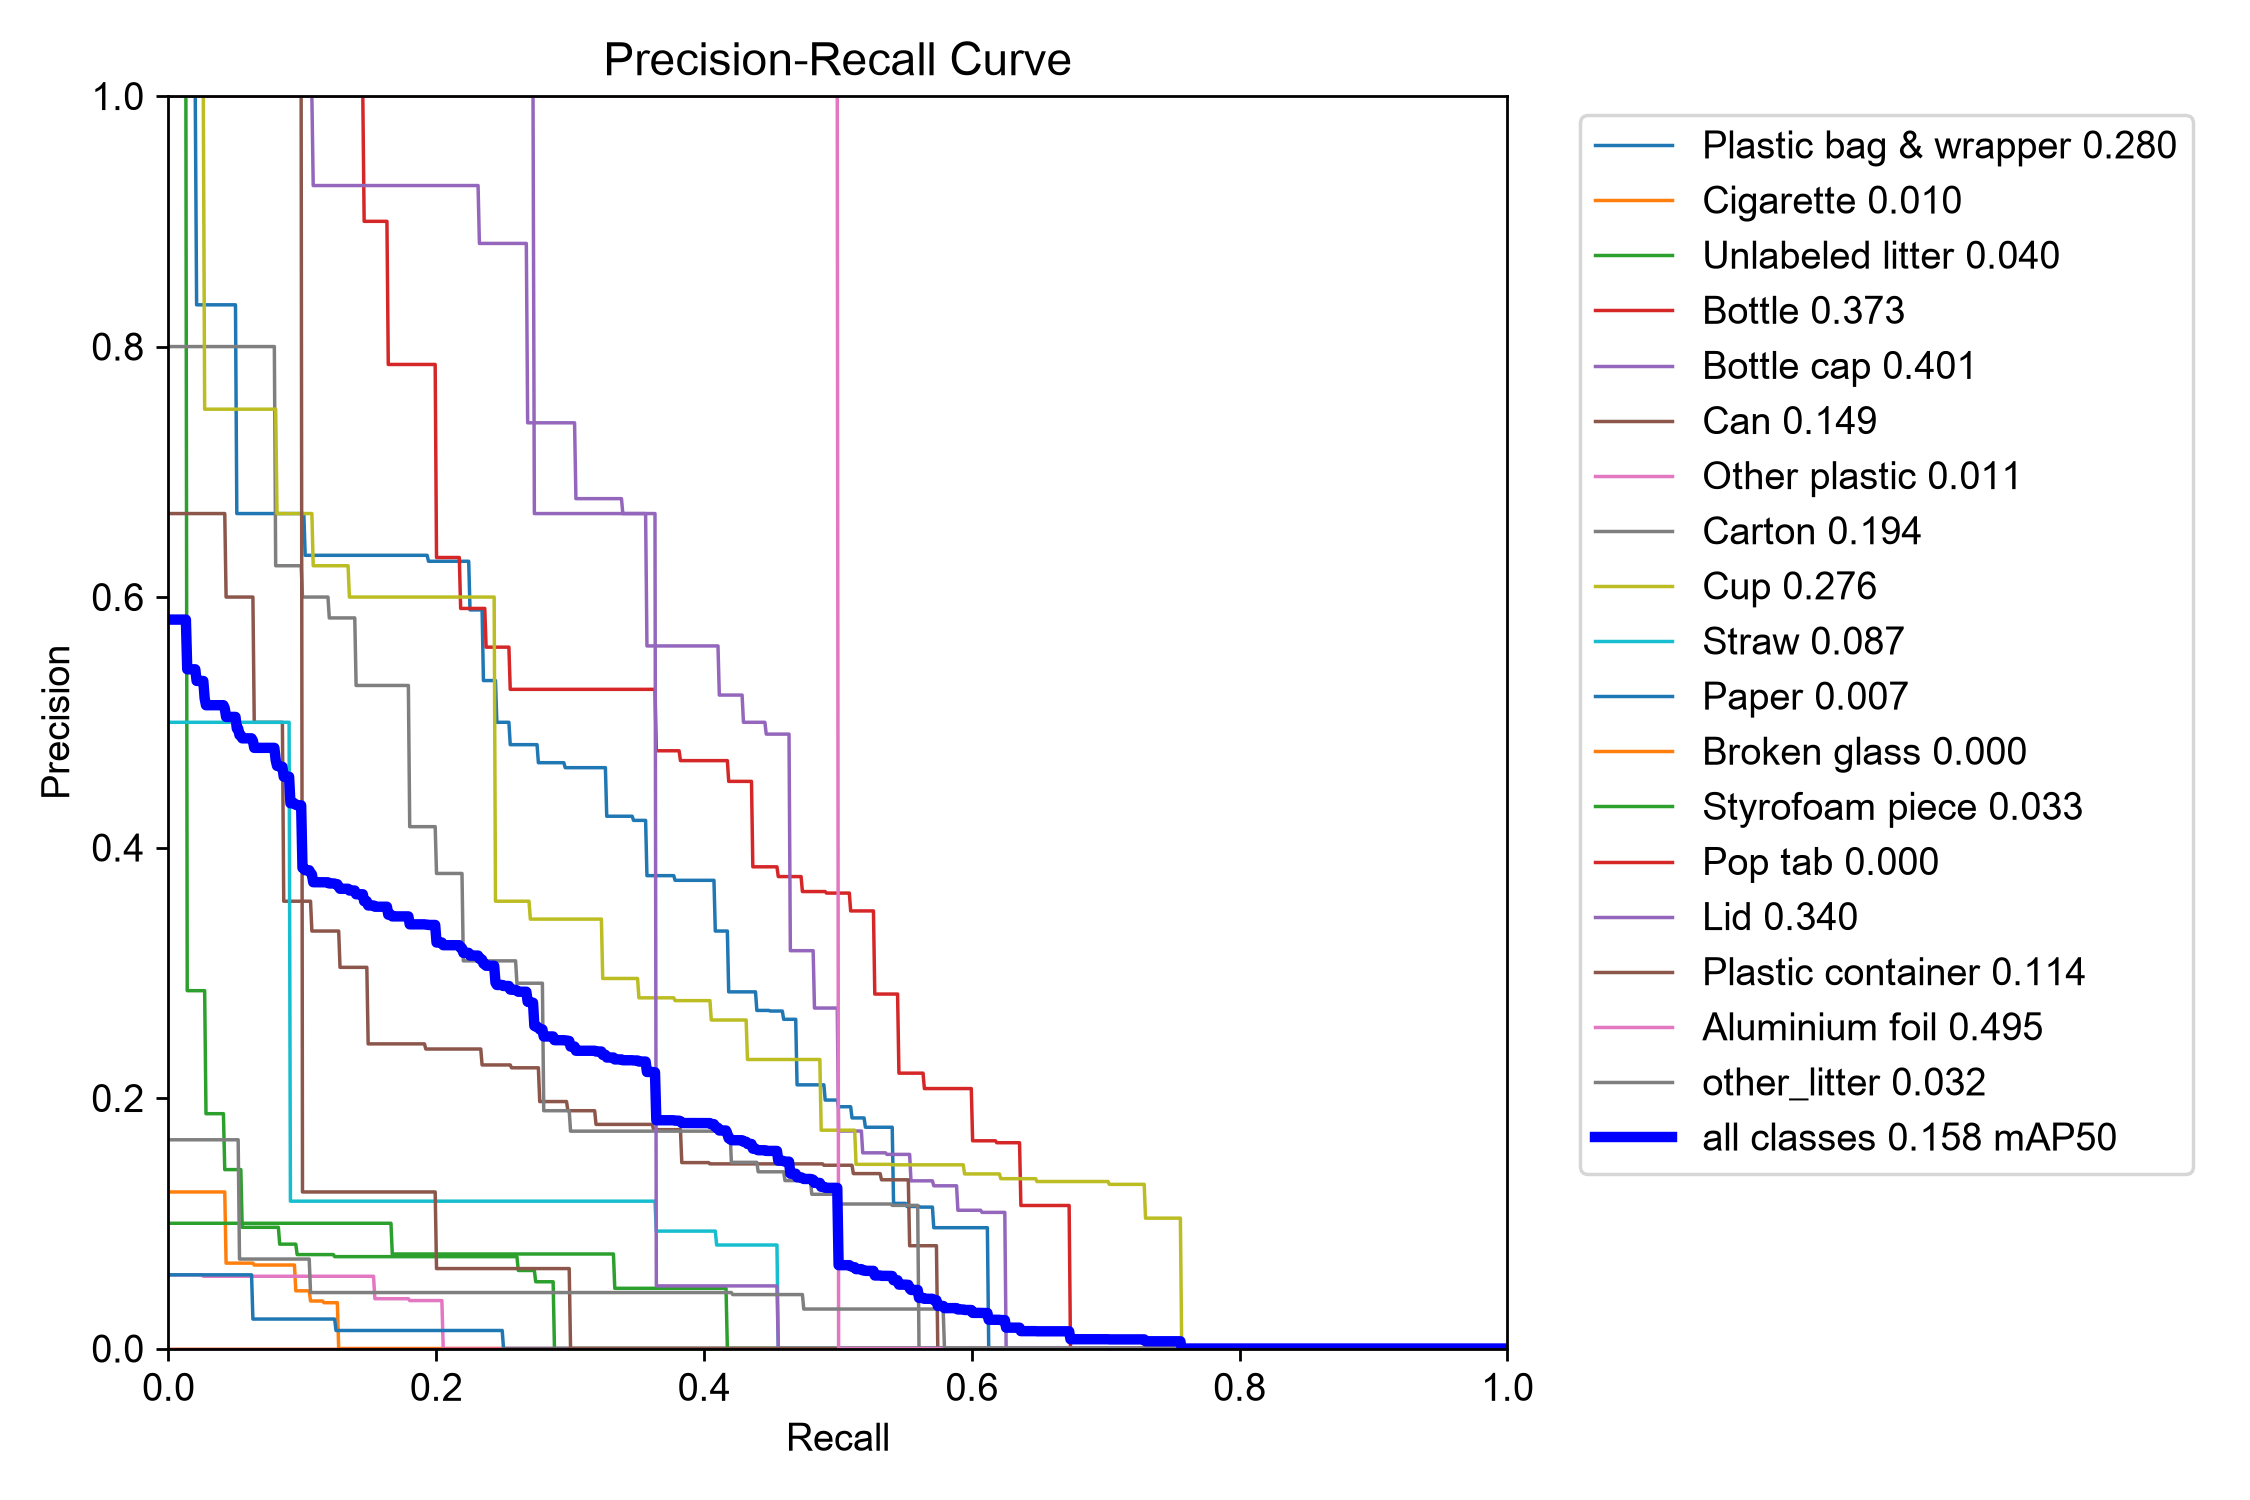 Precision-Recall Curve
1.0
0.8
0.6
0.4
0.2
0.0
Precision
0.0 0.2 0.4 0.6 0.8 1.0
Recall
Plastic bag & wrapper 0.280
Cigarette 0.010
Unlabeled litter 0.040
Bottle 0.373
Bottle cap 0.401
Can 0.149
Other plastic 0.011
Carton 0.194
Cup 0.276
Straw 0.087
Paper 0.007
Broken glass 0.000
Styrofoam piece 0.033
Pop tab 0.000
Lid 0.340
Plastic container 0.114
Aluminium foil 0.495
other_litter 0.032
all classes 0.158 mAP50